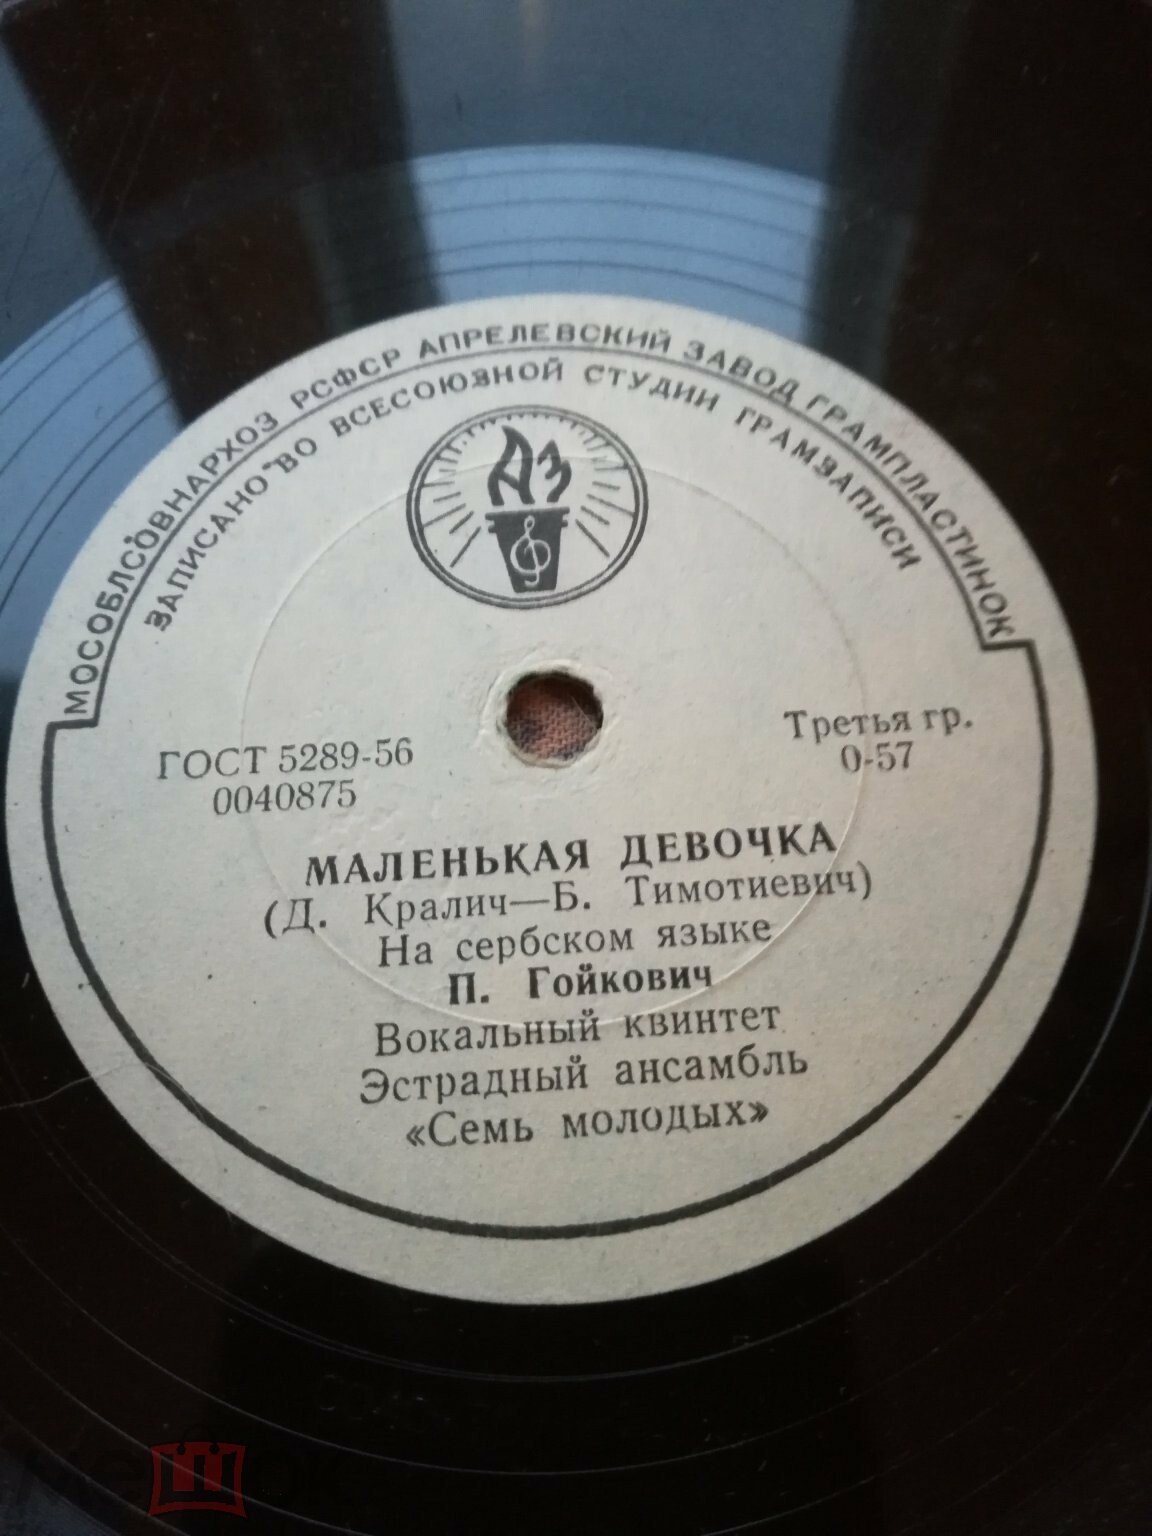 МОСОБЛСОВНАРХОЗ РСФСР АПРЕЛЕВСКИЙ ЗАВОД ГРАМПЛАСТИНОК
ЗАПИСАНО ВО ВСЕСОЮЗНОЙ СТУДИИ ГРАМЗАПИСИ
АЗ
ГОСТ 5289-56
0040875
Третья гр.
0-57
МАЛЕНЬКАЯ ДЕВОЧКА
(Д. Кралич—Б. Тимотиевич)
На сербском языке
П. Гойкович
Вокальный квинтет
Эстрадный ансамбль
«Семь молодых»